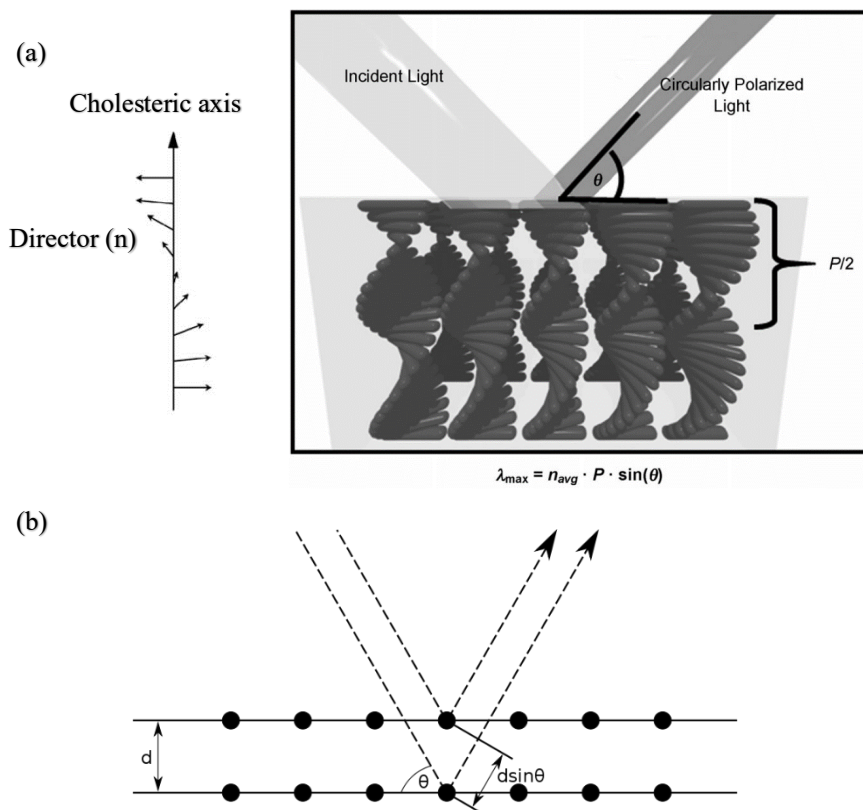 (a)
Cholesteric axis
Director (n)
Incident Light
Circularly Polarized
Light
θ
P/2
λmax = navg · P · sin(θ)
(b)
d
θ
dsinθ